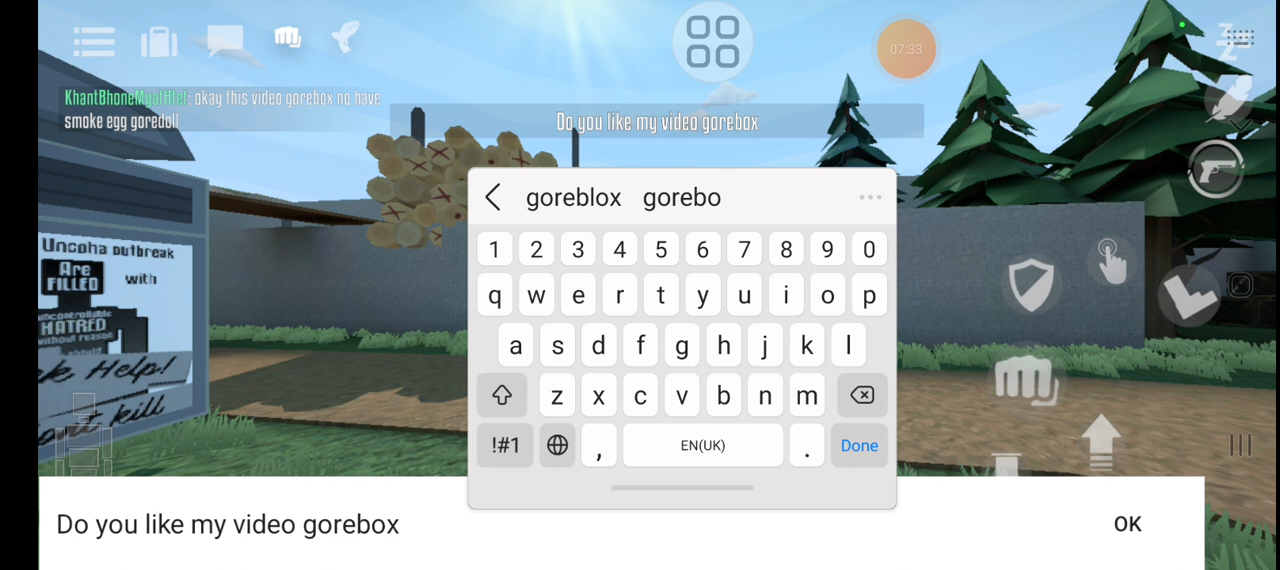 07:33
KhantBhoneMyatHtet: okay this video gorebox no have
smoke egg goredoll
Do you like my video gorebox
Uncoha outbreak
Are
FILLED
with
uncontrollable
HATRED
without reason
should
Help!
kill
goreblox gorebo
1 2 3 4 5 6 7 8 9 0
q w e r t y u i o p
a s d f g h j k l
z x c v b n m
!#1 , EN(UK) . Done
Do you like my video gorebox
OK